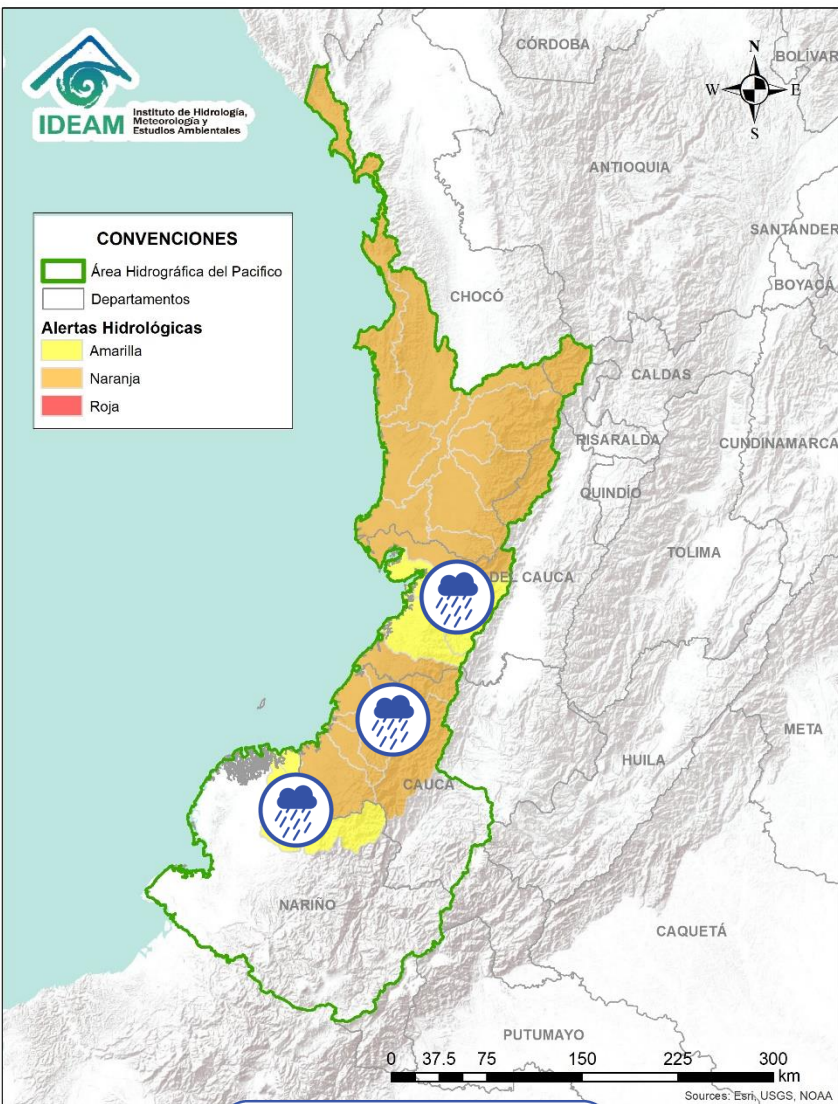 IDEAM
Instituto de Hidrología,
Meteorología y
Estudios Ambientales
CONVENCIONES
Área Hidrográfica del Pacifico
Departamentos
Alertas Hidrológicas
Amarilla
Naranja
Roja
N
W
E
S
CÓRDOBA
BOLÍVAR
ANTIOQUIA
SANTANDER
BOYACÁ
CHOCÓ
CALDAS
RISARALDA
CUNDINAMARCA
QUINDÍO
TOLIMA
DEL CAUCA
META
HUILA
CAUCA
NARIÑO
CAQUETÁ
PUTUMAYO
0 37.5 75 150 225 300
km
Sources: Esri, USGS, NOAA